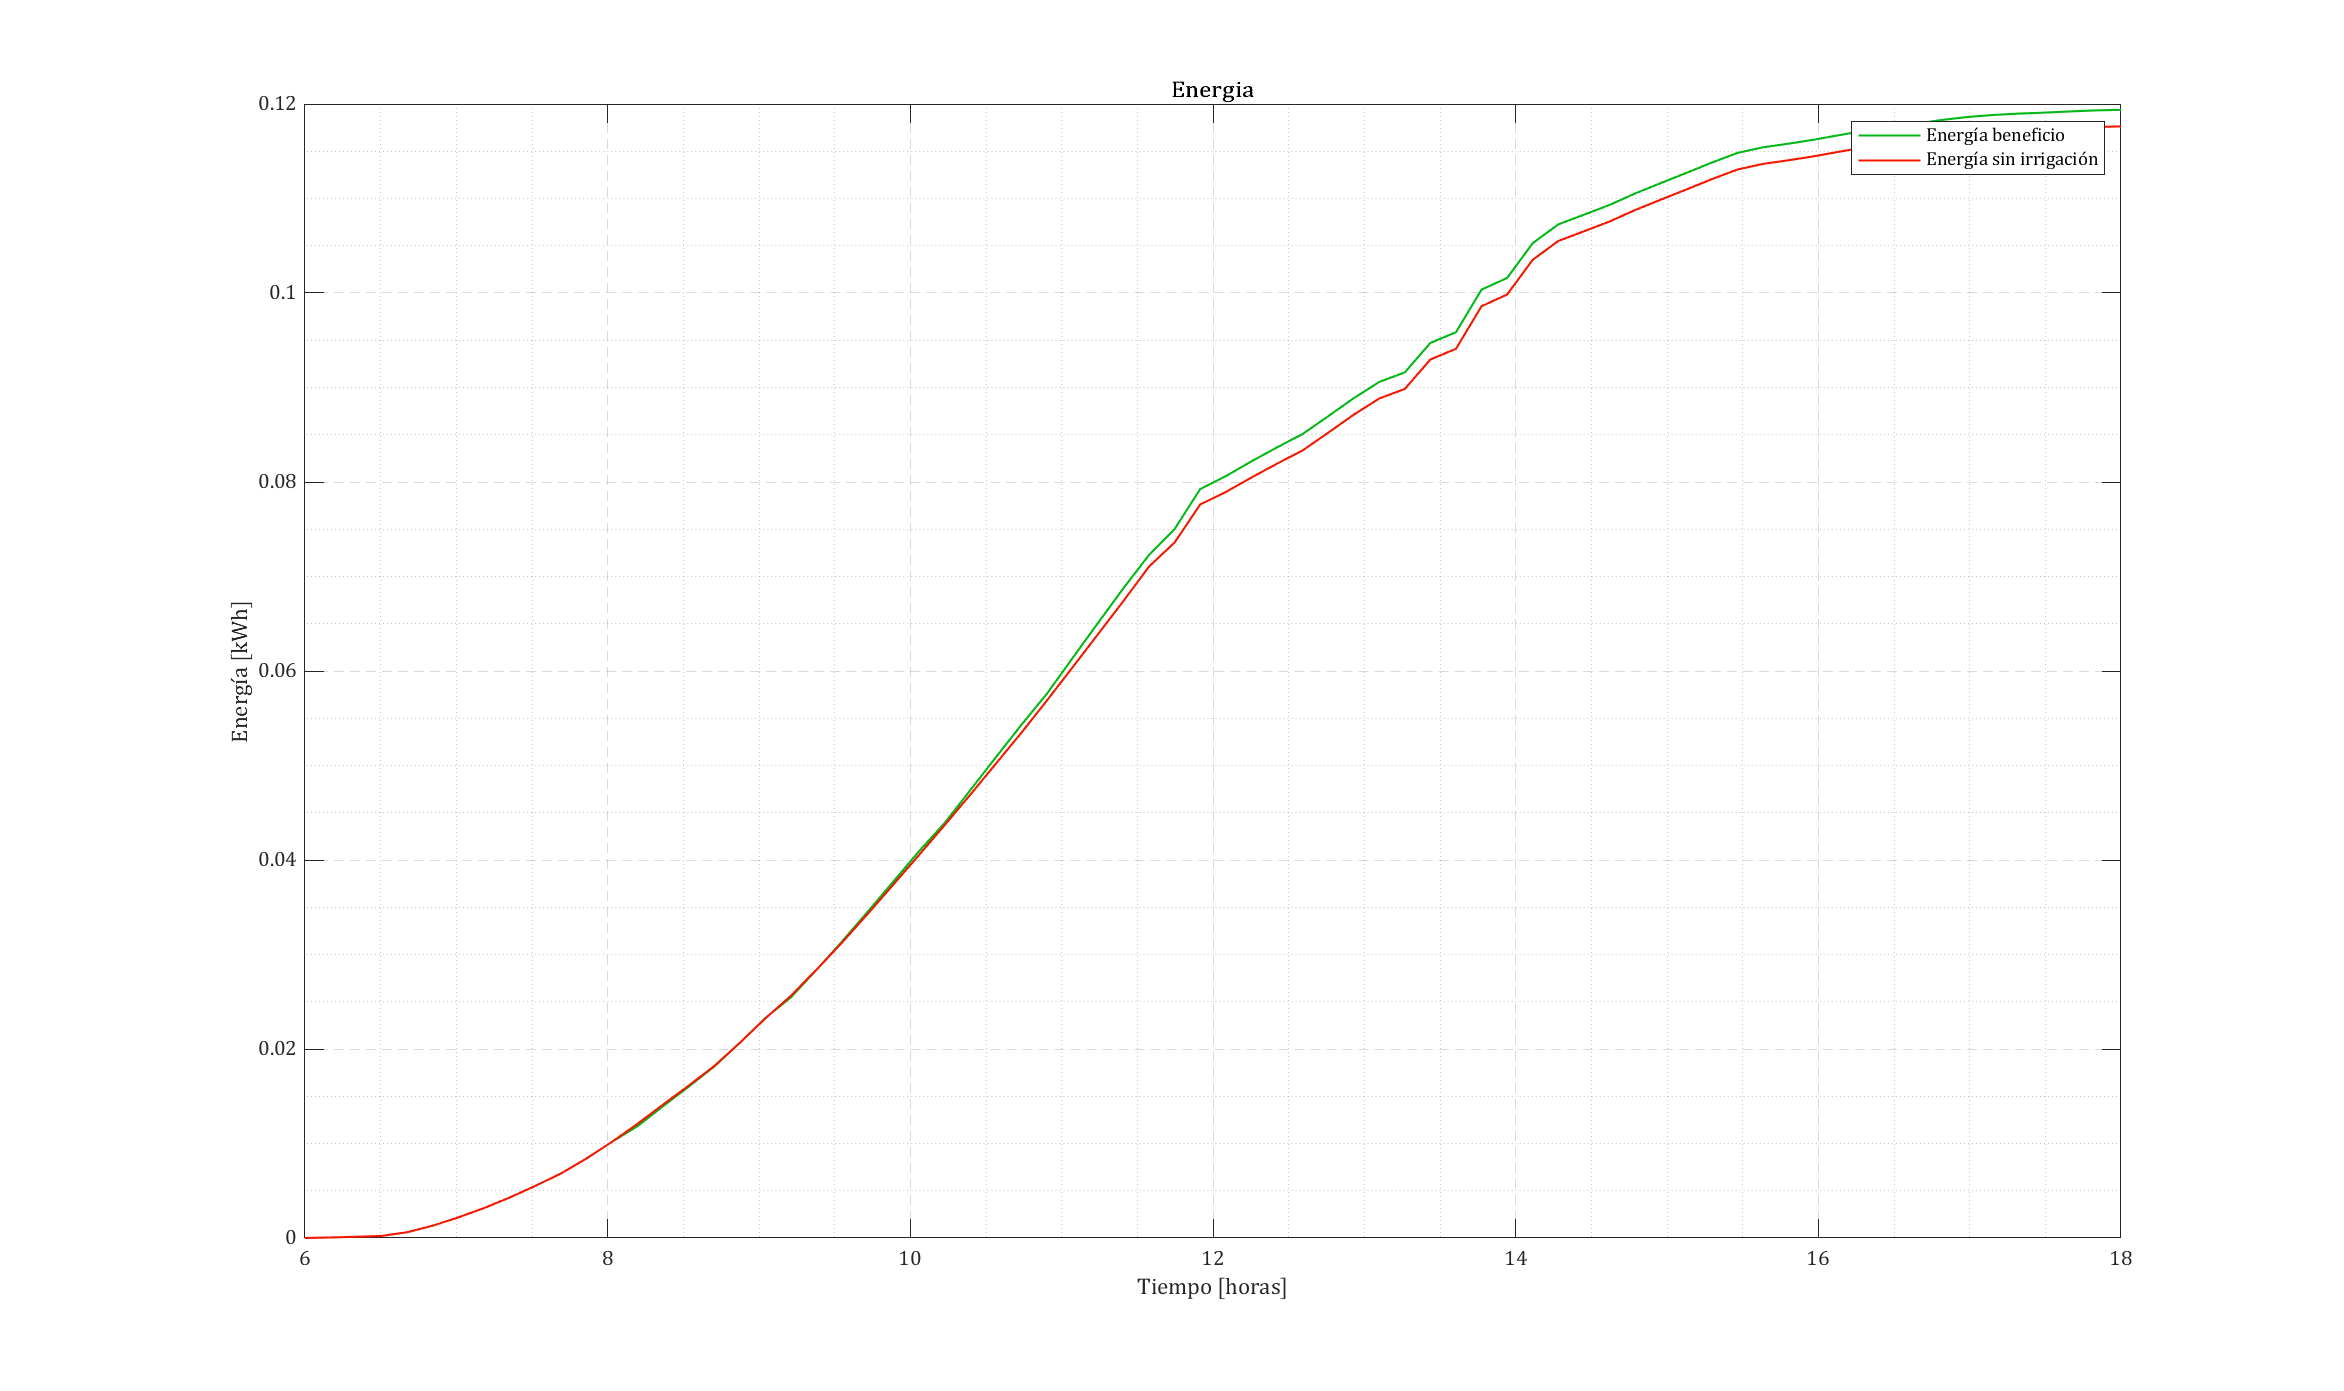 Energia
0.12
0.1
0.08
0.06
0.04
0.02
0
Energía [kWh]
Energía beneficio
Energía sin irrigación
6 8 10 12 14 16 18
Tiempo [horas]